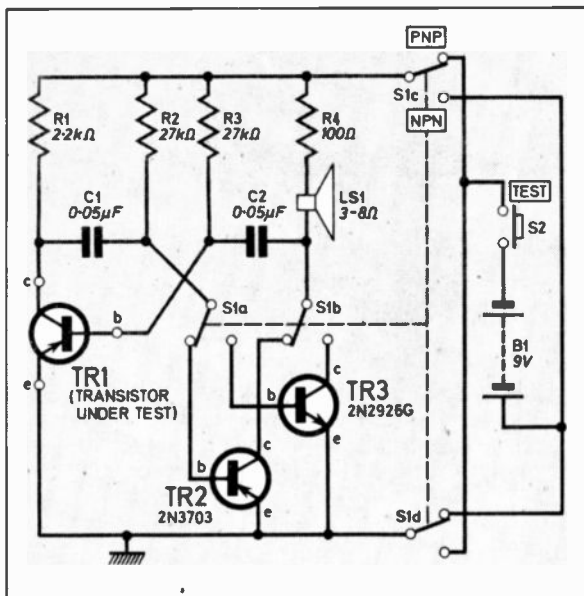 PNP
S1c
NPN
R1
2·2kΩ
R2
27kΩ
R3
27kΩ
R4
100Ω
C1
0·05µF
C2
0·05µF
LS1
3-8Ω
TEST
S2
B1
9V
c
b
e
TR1
(TRANSISTOR
UNDER TEST)
S1a
S1b
c
b
e
TR3
2N2926G
c
b
e
TR2
2N3703
S1d